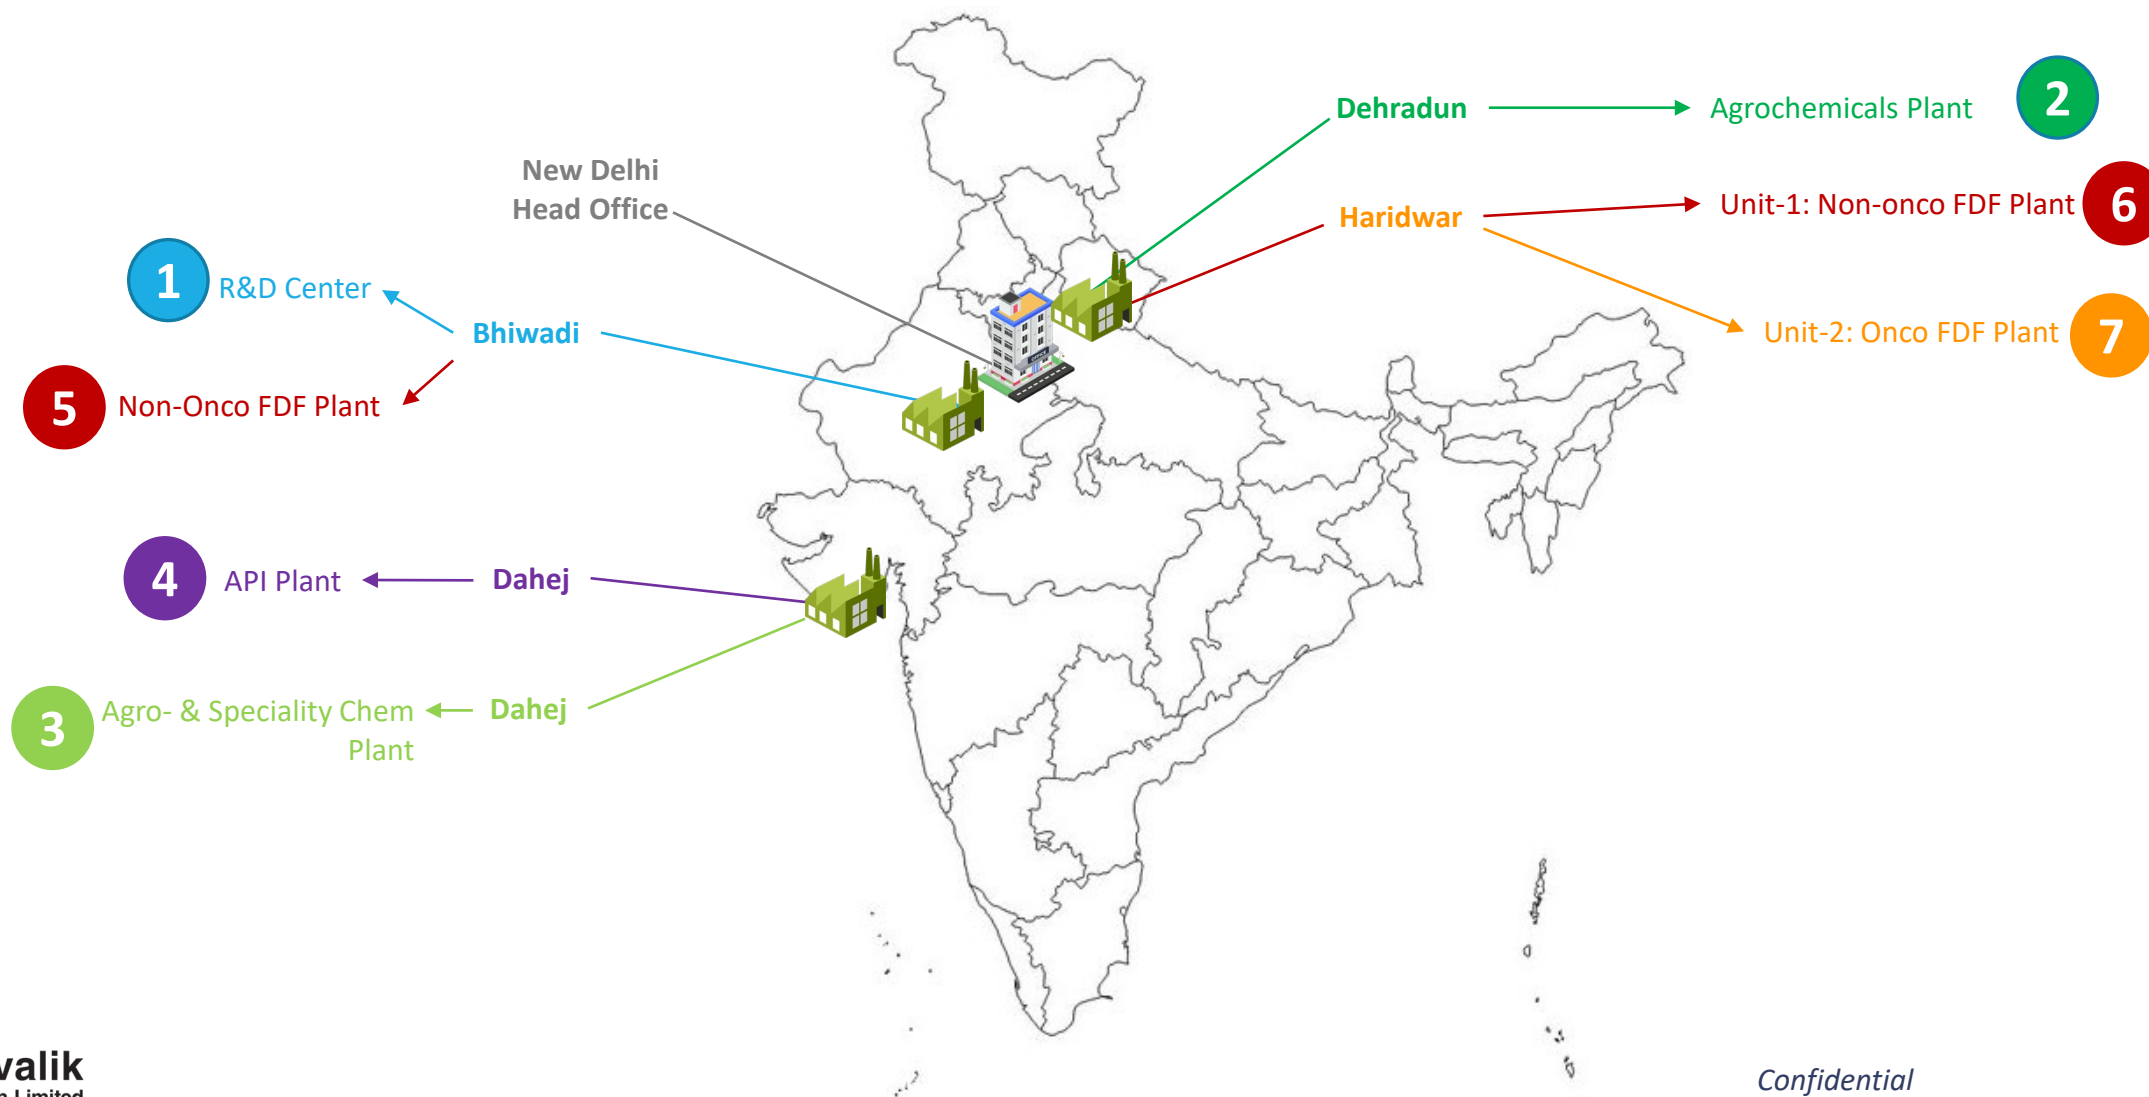 New Delhi
Head Office
1
R&D Center
Bhiwadi
5
Non-Onco FDF Plant
4
API Plant
Dahej
3
Agro- & Speciality Chem
Plant
Dahej
Dehradun
Agrochemicals Plant
2
Haridwar
Unit-1: Non-onco FDF Plant
6
Unit-2: Onco FDF Plant
7
valik
Limited
Confidential